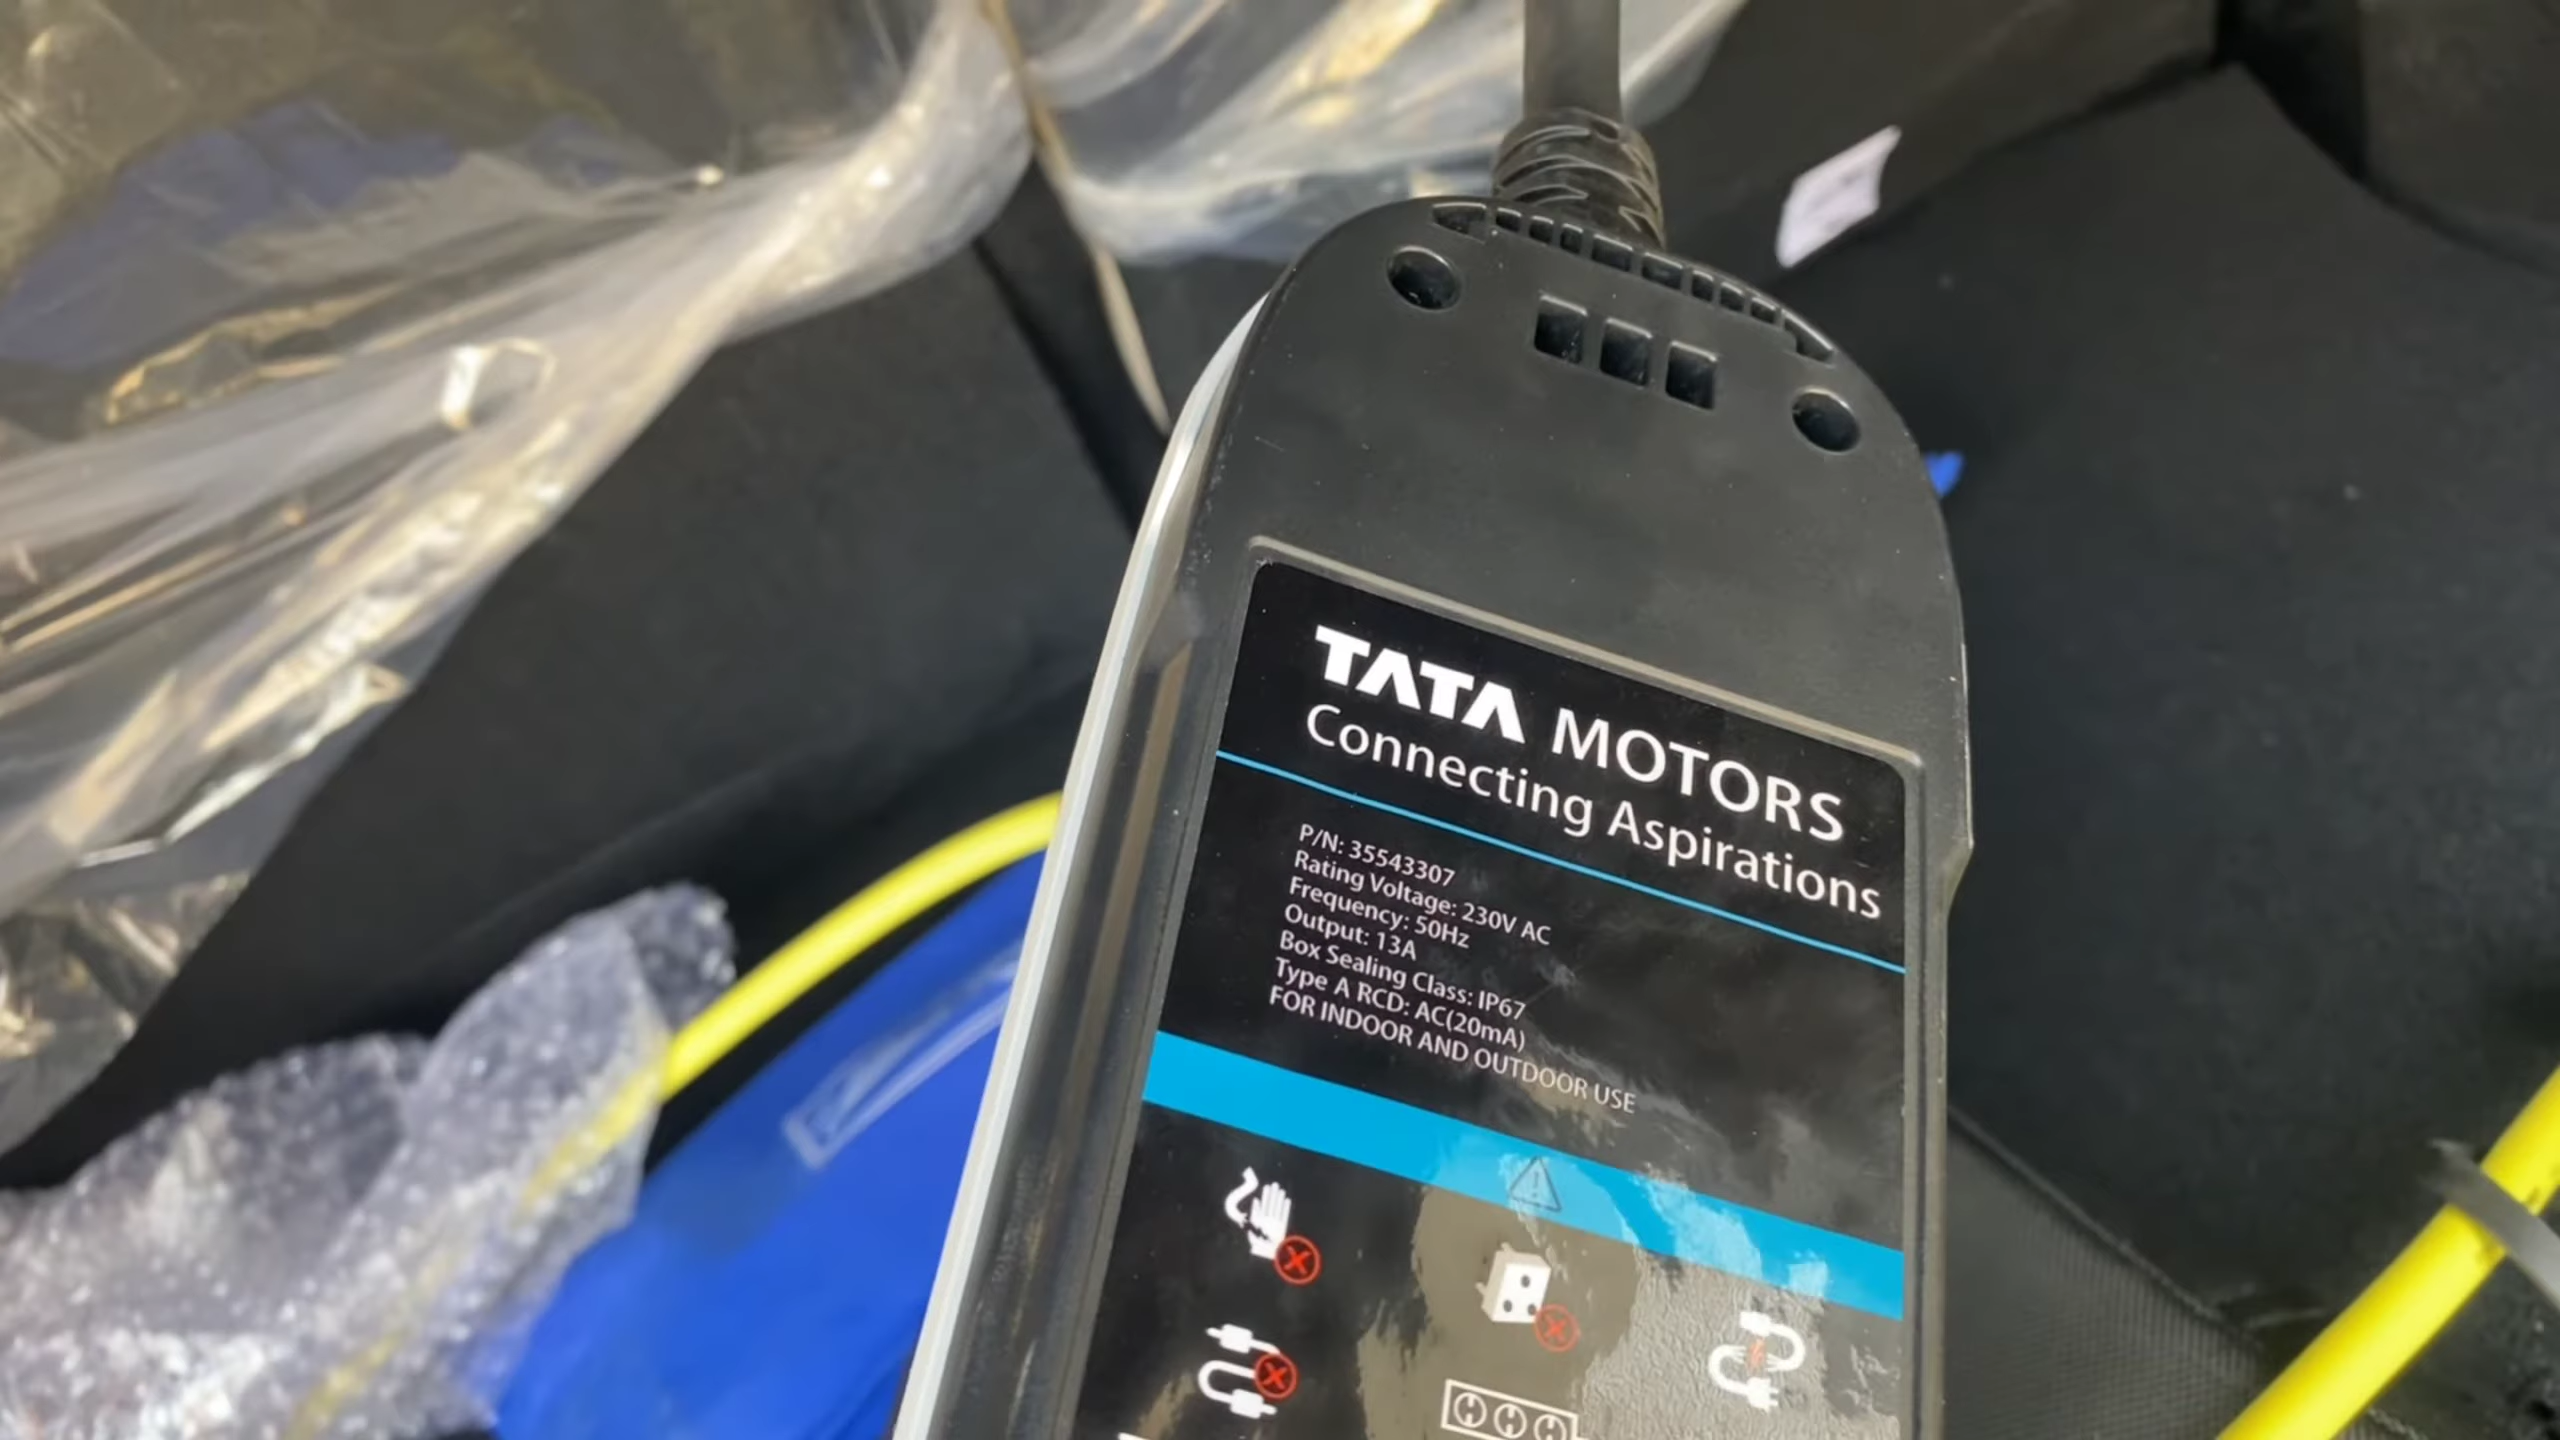 TATA MOTORS
Connecting Aspirations
P/N: 35543307
Rating Voltage: 230V AC
Frequency: 50Hz
Output: 13A
Box Sealing Class: IP67
Type A RCD: AC(20mA)
FOR INDOOR AND OUTDOOR USE